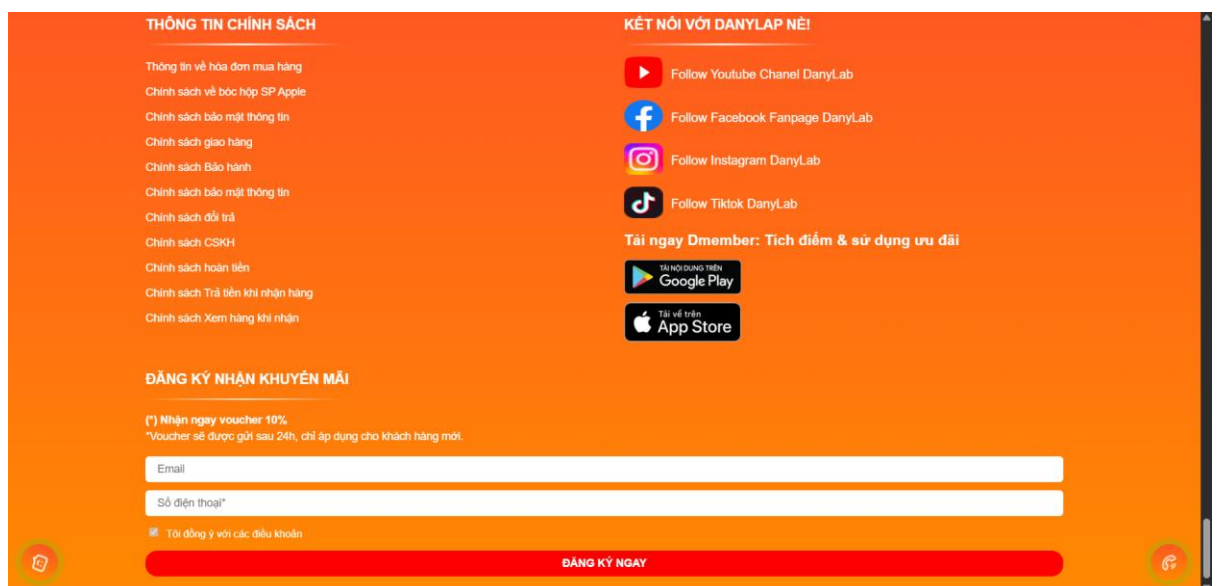 THÔNG TIN CHÍNH SÁCH
Thông tin về hóa đơn mua hàng
Chính sách về bóc hộp SP Apple
Chính sách bảo mật thông tin
Chính sách giao hàng
Chính sách Bảo hành
Chính sách bảo mật thông tin
Chính sách đổi trả
Chính sách CSKH
Chính sách hoàn tiền
Chính sách Trả tiền khi nhận hàng
Chính sách Xem hàng khi nhận
KẾT NỐI VỚI DANYLAP NÈ!
Follow Youtube Chanel DanyLab
Follow Facebook Fanpage DanyLab
Follow Instagram DanyLab
Follow Tiktok DanyLab
Tải ngay Dmember: Tích điểm & sử dụng ưu đãi
TẢI NỘI DUNG TRÊN
Google Play
Tải về trên
App Store
ĐĂNG KÝ NHẬN KHUYẾN MÃI
(*) Nhận ngay voucher 10%
*Voucher sẽ được gửi sau 24h, chỉ áp dụng cho khách hàng mới.
Email
Số điện thoại*
Tôi đồng ý với các điều khoản
ĐĂNG KÝ NGAY